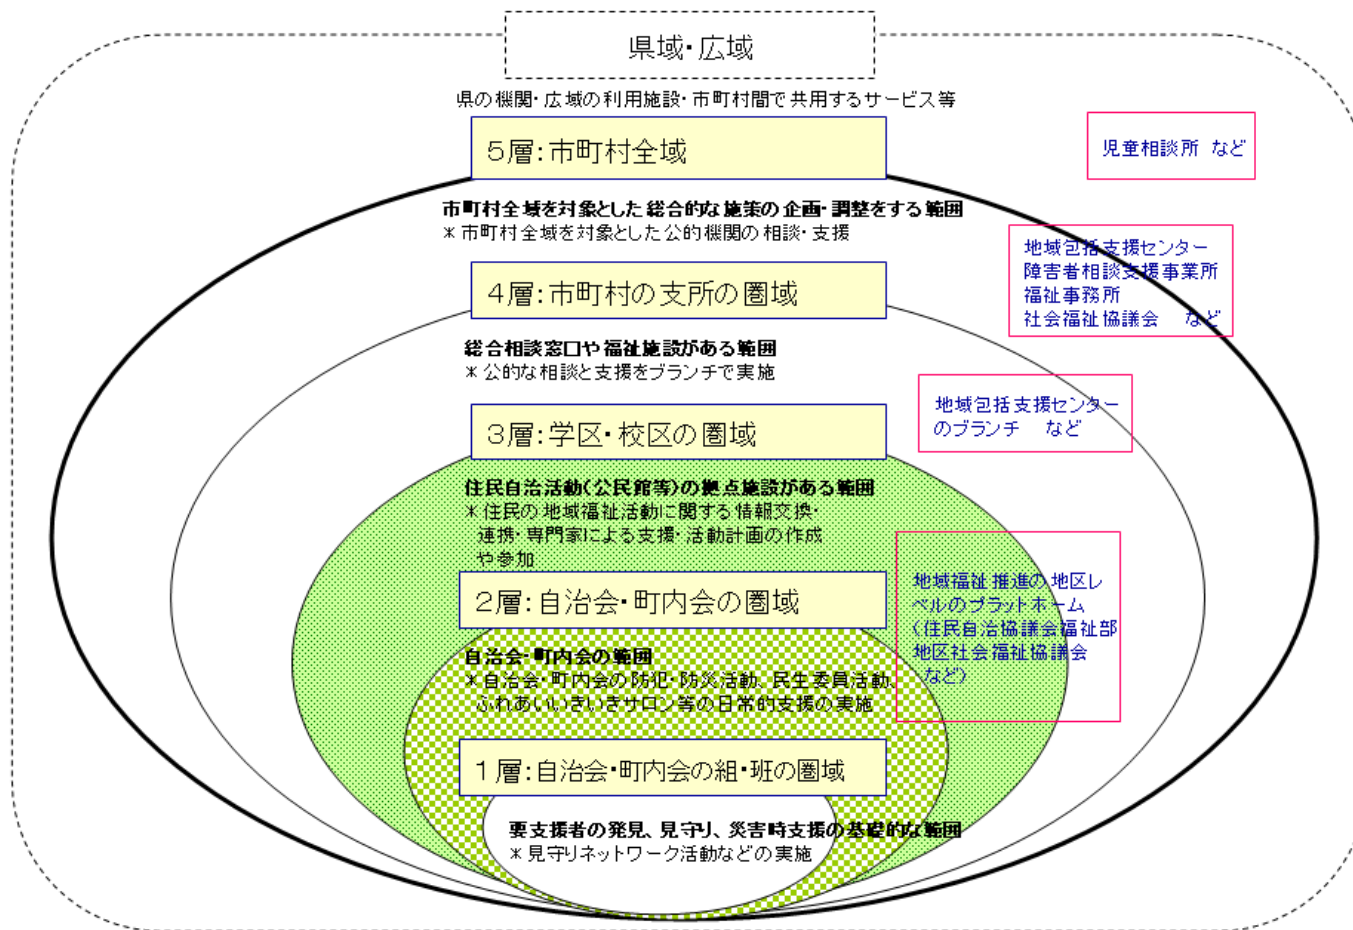 県域・広域
県の機関・広域の利用施設・市町村間で共用するサービス等
5層：市町村全域
児童相談所 など
市町村全域を対象とした総合的な施策の企画・調整をする範囲
＊市町村全域を対象とした公的機関の相談・支援
地域包括支援センター
障害者相談支援事業所
福祉事務所
社会福祉協議会 など
4層：市町村の支所の圏域
総合相談窓口や福祉施設がある範囲
＊公的な相談と支援をブランチで実施
地域包括支援センター
のブランチ など
3層：学区・校区の圏域
住民自治活動（公民館等）の拠点施設がある範囲
＊住民の地域福祉活動に関する情報交換・
連携・専門家による支援・活動計画の作成
や参加
地域福祉推進の地区レ
ベルのプラットホーム
（住民自治協議会福祉部
地区社会福祉協議会
など）
2層：自治会・町内会の圏域
自治会・町内会の範囲
＊自治会・町内会の防犯・防災活動、民生委員活動、
ふれあいいきいきサロン等の日常的支援の実施
1層：自治会・町内会の組・班の圏域
要支援者の発見、見守り、災害時支援の基礎的な範囲
＊見守りネットワーク活動などの実施